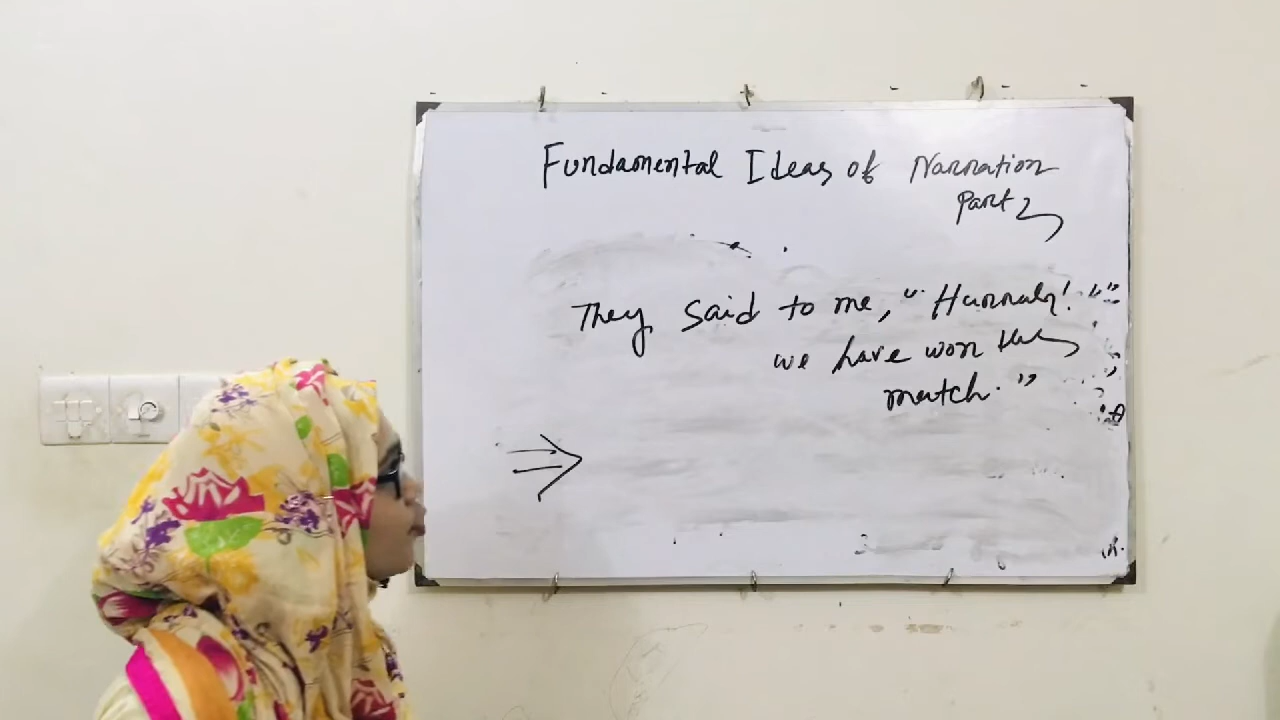 Fundamental Ideas of Narration
Part 2
They said to me, "Hurrah!
we have won the
match."